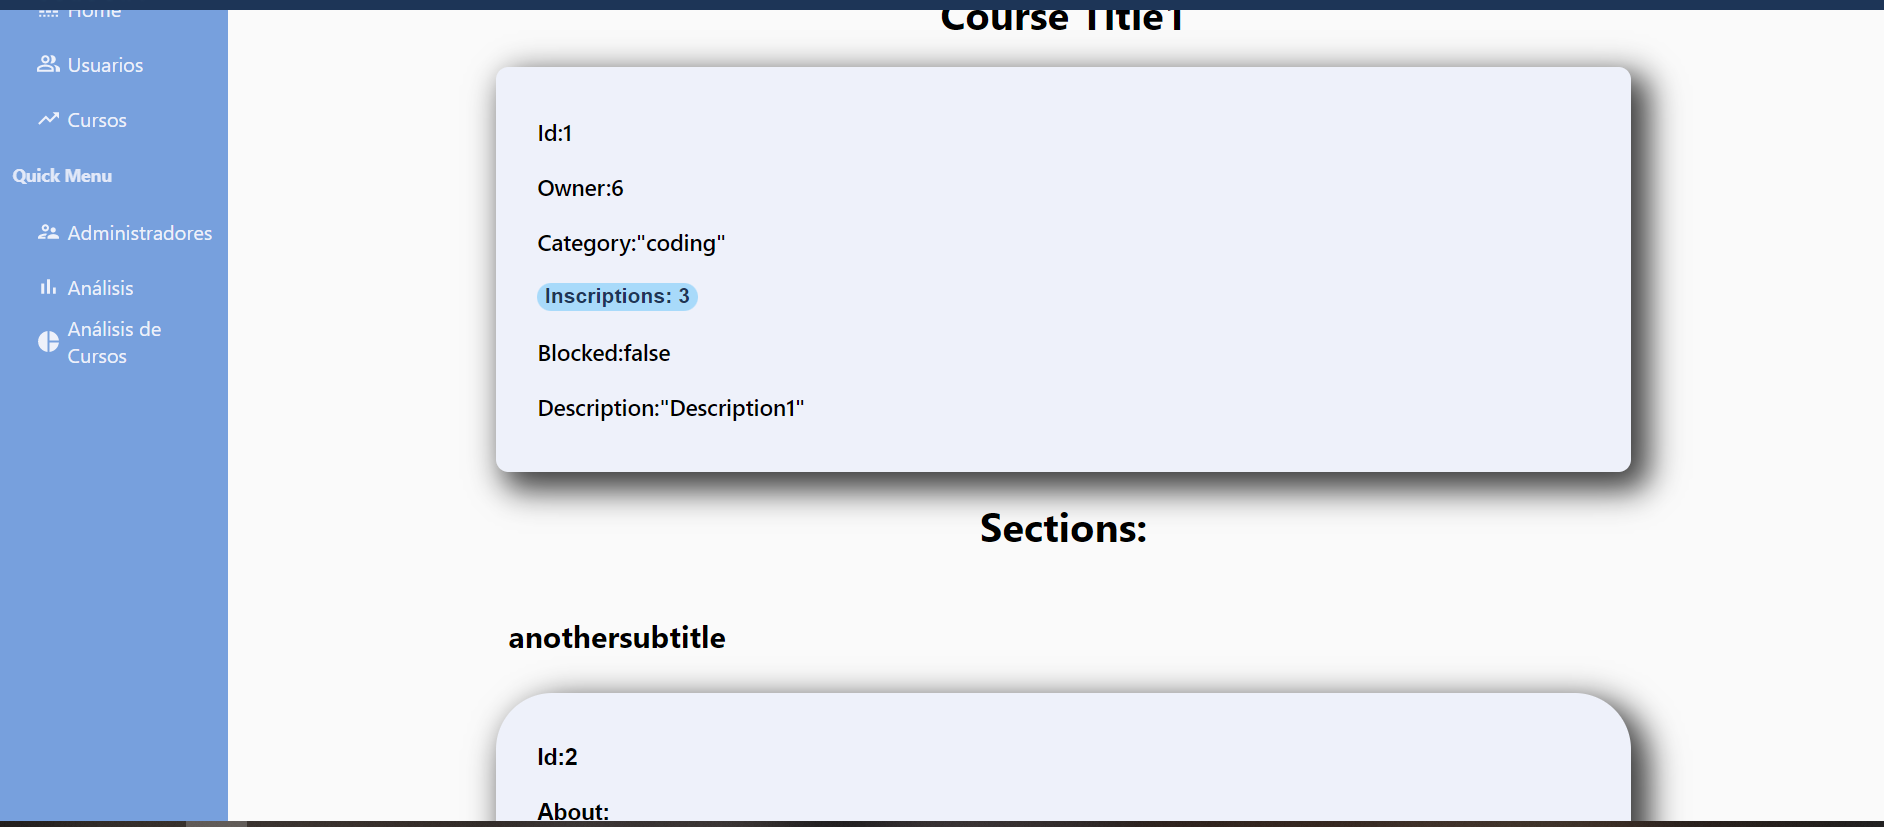 Home
Usuarios
Cursos
Quick Menu
Administradores
Análisis
Análisis de
Cursos
Course Title1
Id:1
Owner:6
Category:"coding"
Inscriptions: 3
Blocked:false
Description:"Description1"
Sections:
anothersubtitle
Id:2
About: